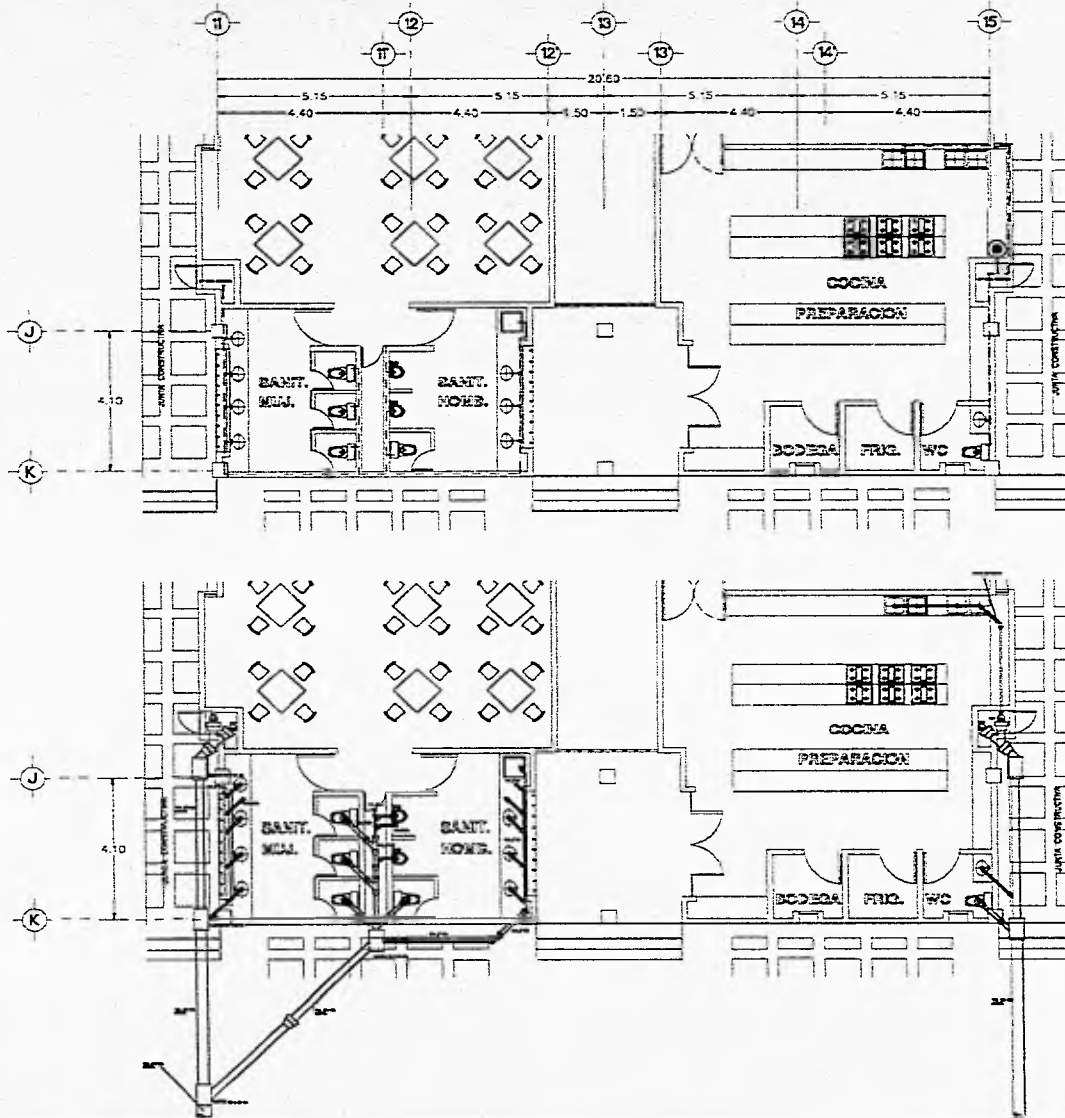 11 12 13 14 15
11' 12' 13' 14'
20.60
5.15 5.15 5.15 5.15
4.40 4.40 1.50 1.50 4.40 4.40
COCINA
PREPARACION
J
JUNTA CONSTRUCTIVA
JUNTA CONSTRUCTIVA
SANIT. SANIT.
MUJ. HOMB.
4.10
BODEGA FRIG. WC
K
COCINA
PREPARACION
J
JUNTA CONSTRUCTIVA
JUNTA CONSTRUCTIVA
SANIT. SANIT.
MUJ. HOMB.
4.10
BODEGA FRIG. WC
K